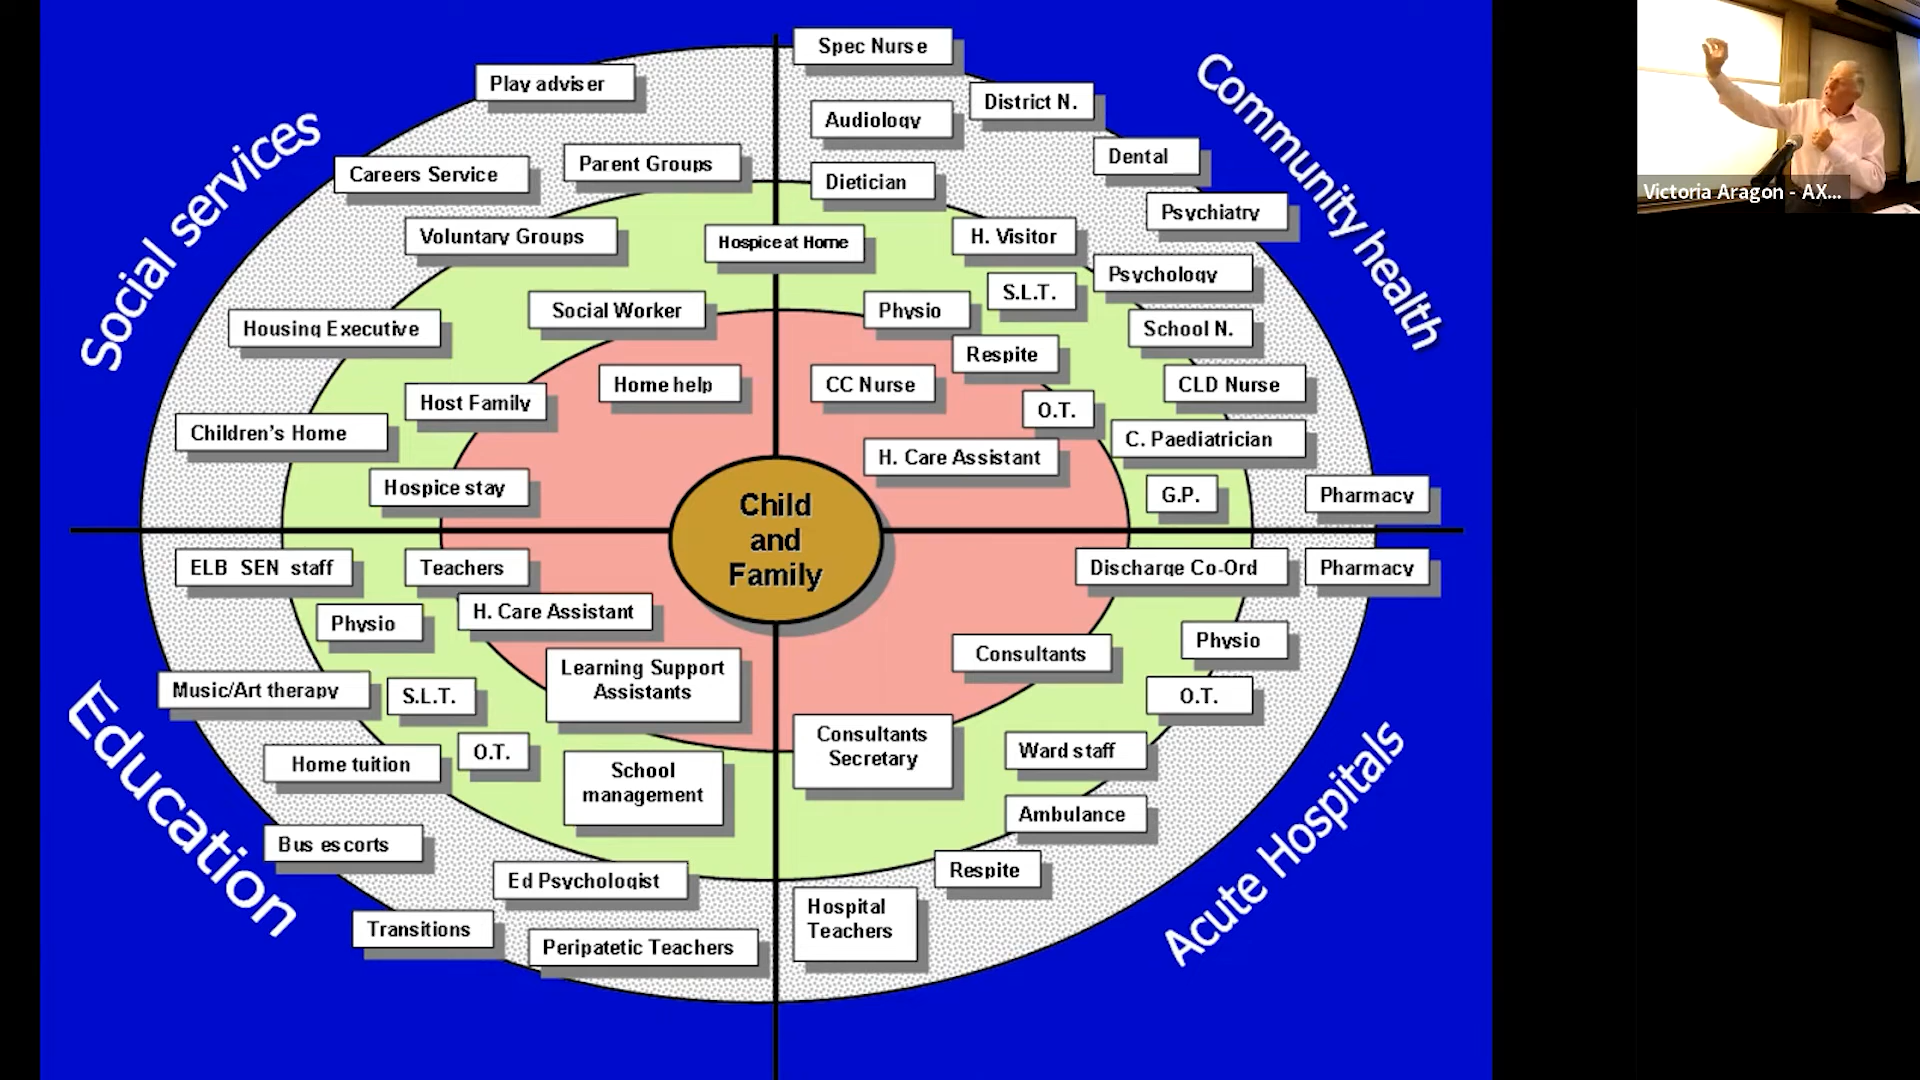 Social services
Community health
Education
Acute Hospitals
Child
and
Family
Play adviser
Careers Service
Parent Groups
Voluntary Groups
Hospice at Home
Housing Executive
Social Worker
Host Family
Home help
Children's Home
Hospice stay
Spec Nurse
District N.
Audiology
Dental
Dietician
Psychiatry
H. Visitor
Psychology
S.L.T.
Physio
School N.
Respite
CC Nurse
CLD Nurse
O.T.
C. Paediatrician
H. Care Assistant
G.P.
Pharmacy
ELB SEN staff
Teachers
Physio
H. Care Assistant
Learning Support
Assistants
Music/Art therapy
S.L.T.
O.T.
Home tuition
School
management
Bus escorts
Ed Psychologist
Transitions
Peripatetic Teachers
Discharge Co-Ord
Pharmacy
Physio
Consultants
O.T.
Consultants
Secretary
Ward staff
Ambulance
Respite
Hospital
Teachers
Victoria Aragon - AX...